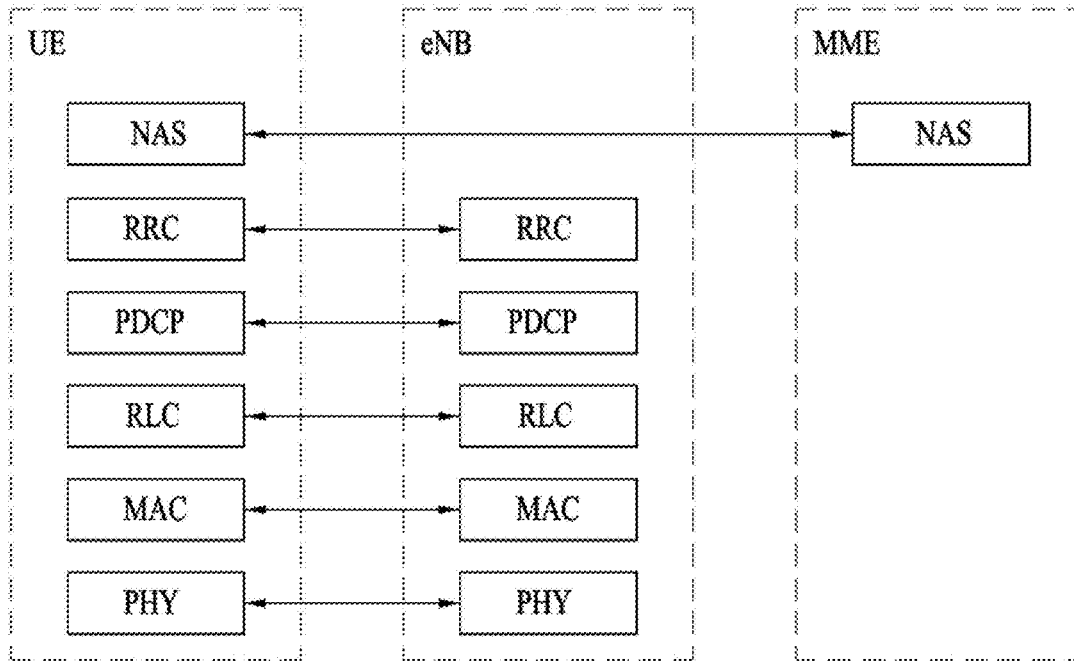 UE eNB MME
NAS NAS
RRC RRC
PDCP PDCP
RLC RLC
MAC MAC
PHY PHY